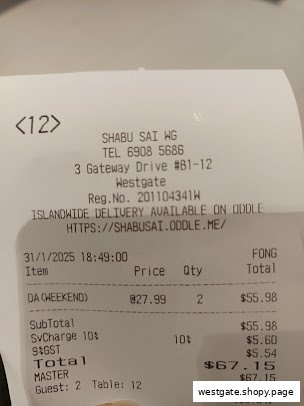 <12>
SHABU SAI WG
TEL 6908 5686
3 Gateway Drive #B1-12
Westgate
Reg.No. 201104341W
ISLANDWIDE DELIVERY AVAILABLE ON ODDLE
HTTPS://SHABUSAI.ODDLE.ME/
31/1/2025 18:49:00 FONG
Item Price Qty Total
DA(WEEKEND) @27.99 2 $55.98
SubTotal $55.98
SvCharge 10% 10% $5.60
9%GST $5.54
Total $67.15
MASTER $67.15
Guest: 2 Table: 12
westgate.shopy.page